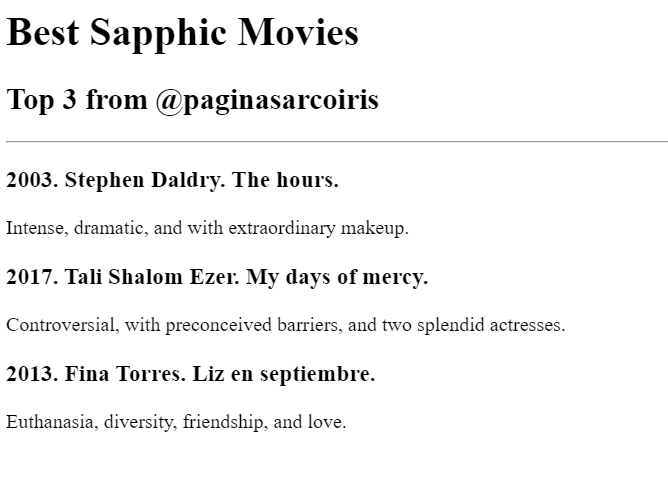 Best Sapphic Movies
Top 3 from @paginasarcoiris
2003. Stephen Daldry. The hours.
Intense, dramatic, and with extraordinary makeup.
2017. Tali Shalom Ezer. My days of mercy.
Controversial, with preconceived barriers, and two splendid actresses.
2013. Fina Torres. Liz en septiembre.
Euthanasia, diversity, friendship, and love.